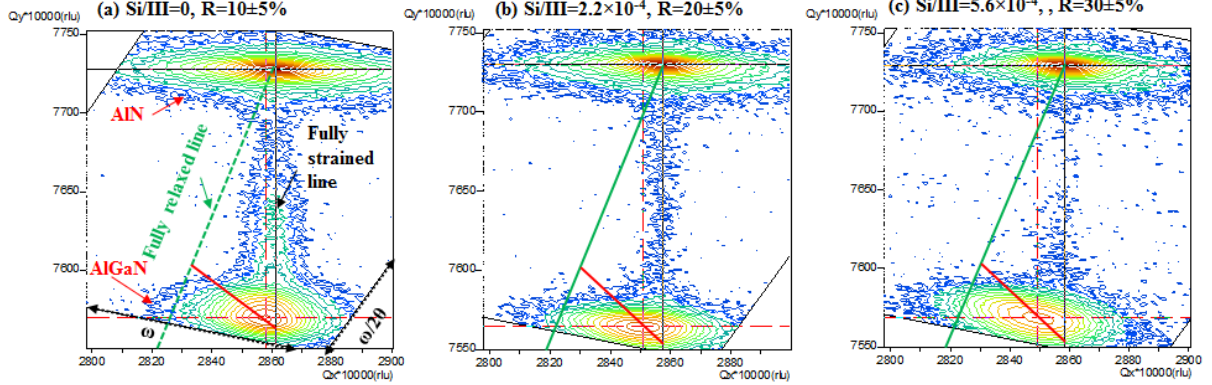 Qy*10000(rlu) (a) Si/III=0, R=10±5%
7750
7700
7650
7600
7550
AlN
Fully relaxed line
Fully
strained
line
AlGaN
ω
ω/2θ
2800 2820 2840 2860 2880 2900
Qx*10000(rlu)
Qy*10000(rlu) (b) Si/III=2.2×10⁻⁴, R=20±5%
7750
7700
7650
7600
7550
2800 2820 2840 2860 2880
Qx*10000(rlu)
Qy*10000(rlu) (c) Si/III=5.6×10⁻⁴, , R=30±5%
7750
7700
7650
7600
7550
2800 2820 2840 2860 2880 2900
Qx*10000(rlu)